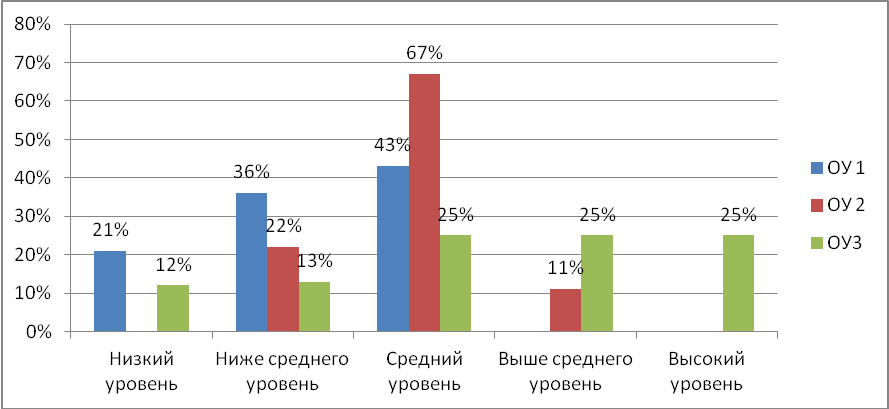 80%
70%
60%
50%
40%
30%
20%
10%
0%
21%
12%
36%
22%
13%
43%
67%
25%
11%
25%
25%
Низкий
уровень
Ниже среднего
уровень
Средний
уровень
Выше среднего
уровень
Высокий
уровень
ОУ 1
ОУ 2
ОУ3